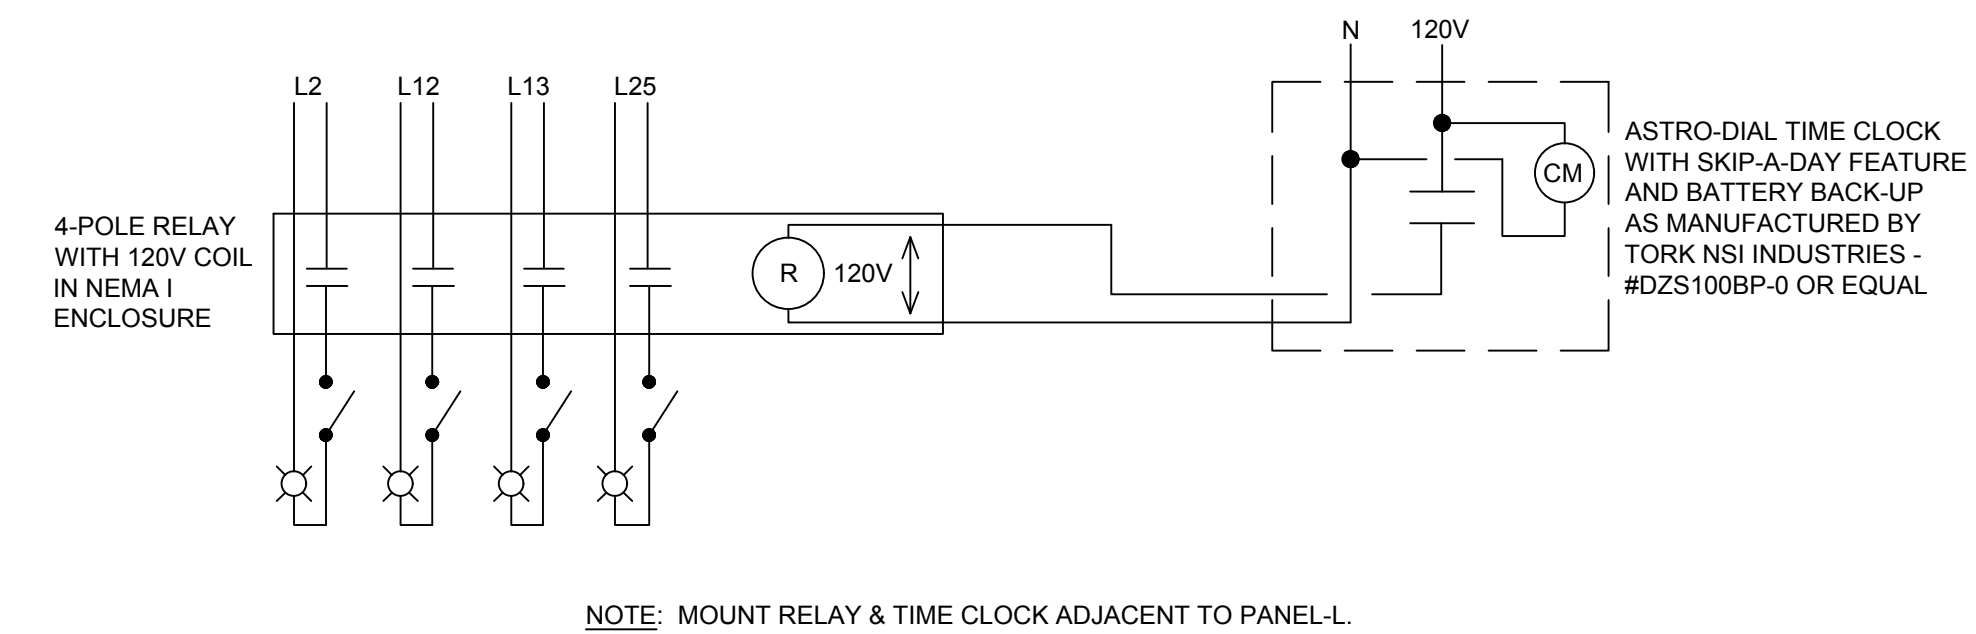 N 120V
L2 L12 L13 L25
4-POLE RELAY
WITH 120V COIL
IN NEMA I
ENCLOSURE
R 120V
CM
ASTRO-DIAL TIME CLOCK
WITH SKIP-A-DAY FEATURE
AND BATTERY BACK-UP
AS MANUFACTURED BY
TORK NSI INDUSTRIES -
#DZS100BP-0 OR EQUAL
NOTE: MOUNT RELAY & TIME CLOCK ADJACENT TO PANEL-L.